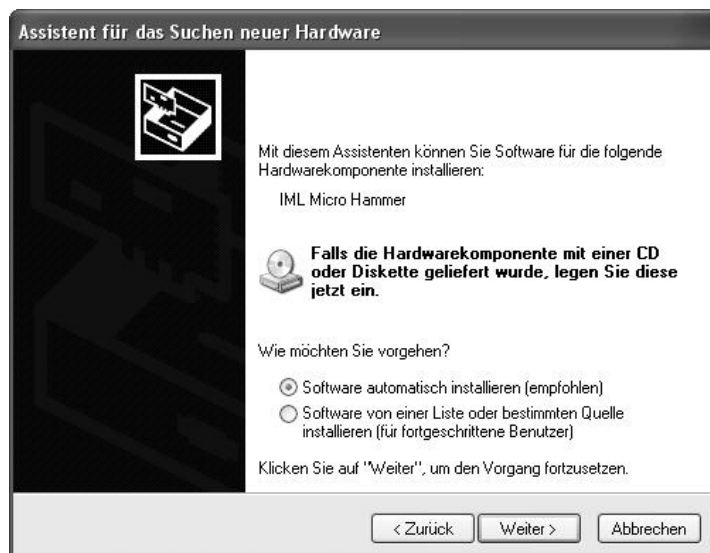 Assistent für das Suchen neuer Hardware
Mit diesem Assistenten können Sie Software für die folgende
Hardwarekomponente installieren:
IML Micro Hammer
Falls die Hardwarekomponente mit einer CD
oder Diskette geliefert wurde, legen Sie diese
jetzt ein.
Wie möchten Sie vorgehen?
Software automatisch installieren (empfohlen)
Software von einer Liste oder bestimmten Quelle
installieren (für fortgeschrittene Benutzer)
Klicken Sie auf "Weiter", um den Vorgang fortzusetzen.
< Zurück Weiter > Abbrechen